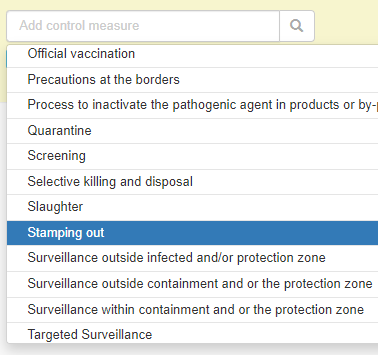 Add control measure
Official vaccination
Precautions at the borders
Process to inactivate the pathogenic agent in products or by-
Quarantine
Screening
Selective killing and disposal
Slaughter
Stamping out
Surveillance outside infected and/or protection zone
Surveillance outside containment and or the protection zone
Surveillance within containment and or the protection zone
Targeted Surveillance